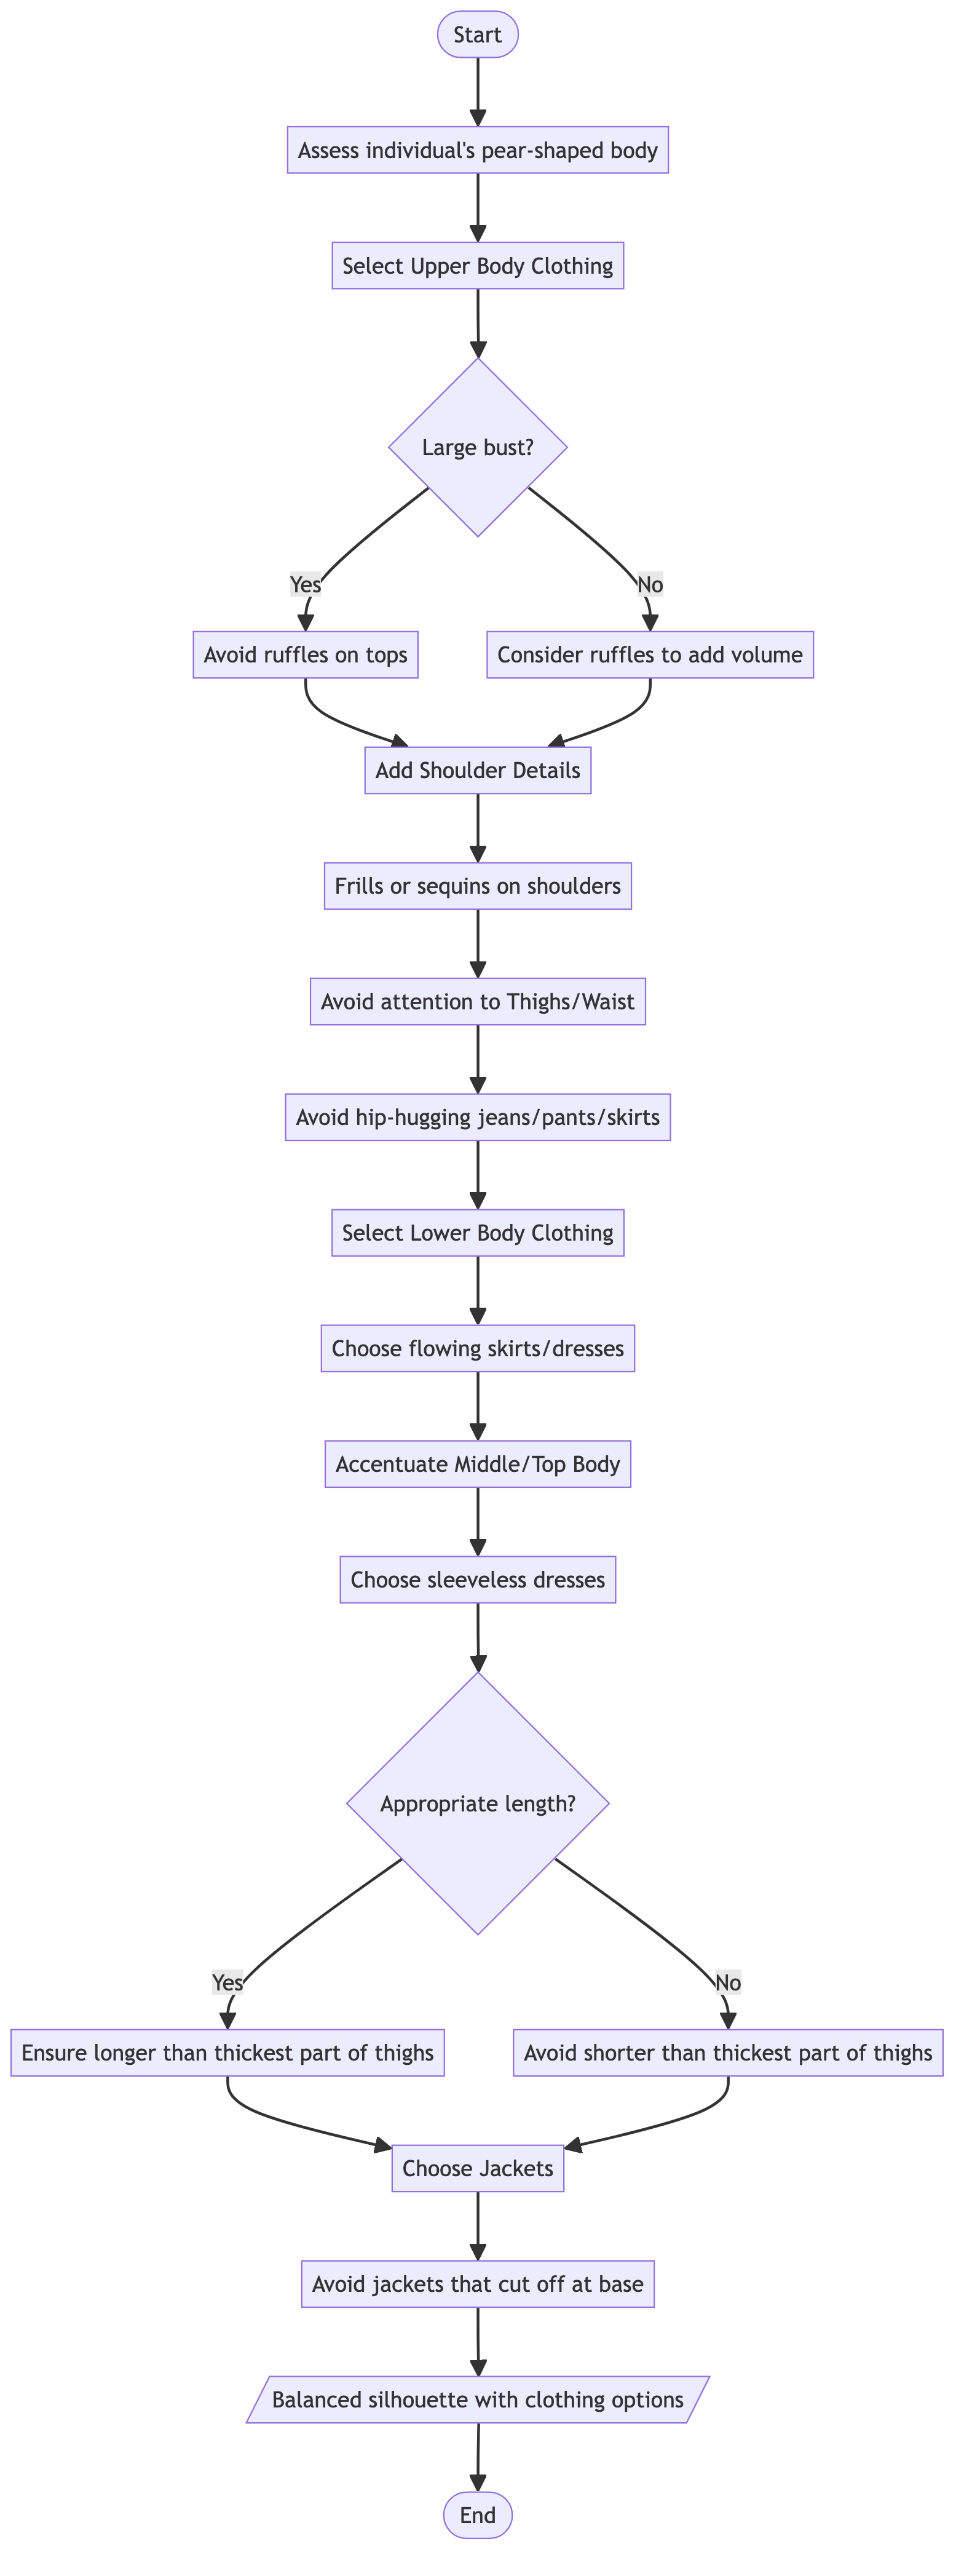 Start
Assess individual's pear-shaped body
Select Upper Body Clothing
Large bust?
Yes
No
Avoid ruffles on tops
Consider ruffles to add volume
Add Shoulder Details
Frills or sequins on shoulders
Avoid attention to Thighs/Waist
Avoid hip-hugging jeans/pants/skirts
Select Lower Body Clothing
Choose flowing skirts/dresses
Accentuate Middle/Top Body
Choose sleeveless dresses
Appropriate length?
Yes
No
Ensure longer than thickest part of thighs
Avoid shorter than thickest part of thighs
Choose Jackets
Avoid jackets that cut off at base
Balanced silhouette with clothing options
End